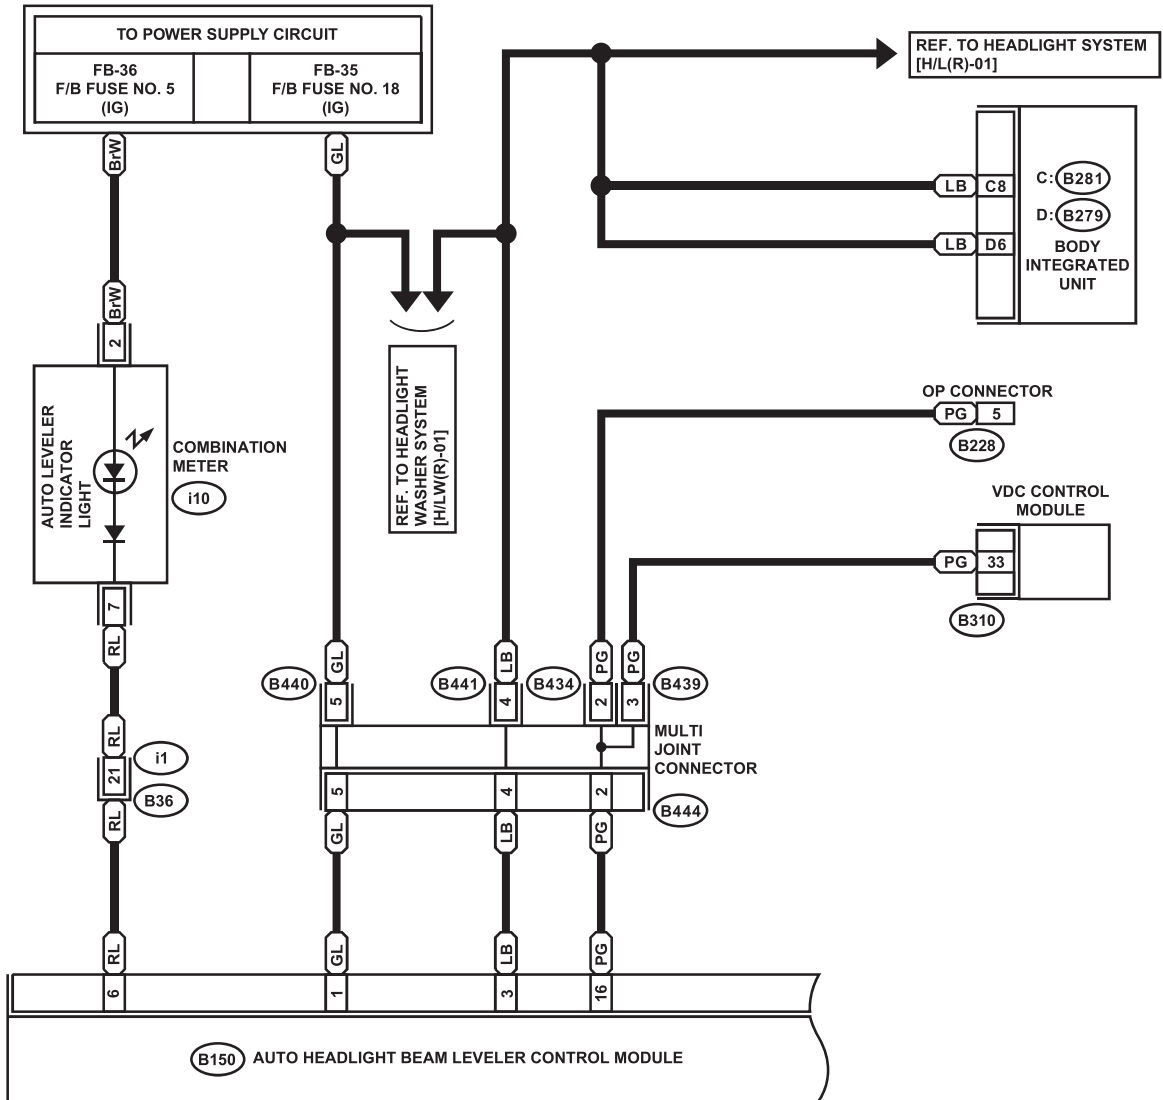 TO POWER SUPPLY CIRCUIT
FB-36
F/B FUSE NO. 5
(IG)
FB-35
F/B FUSE NO. 18
(IG)
REF. TO HEADLIGHT SYSTEM
[H/L(R)-01]
BrW
GL
LB
C8
C:
B281
D:
B279
LB
D6
BODY
INTEGRATED
UNIT
BrW
2
REF. TO HEADLIGHT
WASHER SYSTEM
[H/LW(R)-01]
AUTO LEVELER
INDICATOR
LIGHT
COMBINATION
METER
i10
OP CONNECTOR
PG
5
B228
VDC CONTROL
MODULE
PG
33
B310
7
RL
GL
LB
PG
PG
B440
5
B441
4
B434
2
3
B439
RL
i1
21
B36
RL
MULTI
JOINT
CONNECTOR
5
4
2
B444
GL
LB
PG
RL
GL
LB
PG
6
1
3
16
B150
AUTO HEADLIGHT BEAM LEVELER CONTROL MODULE